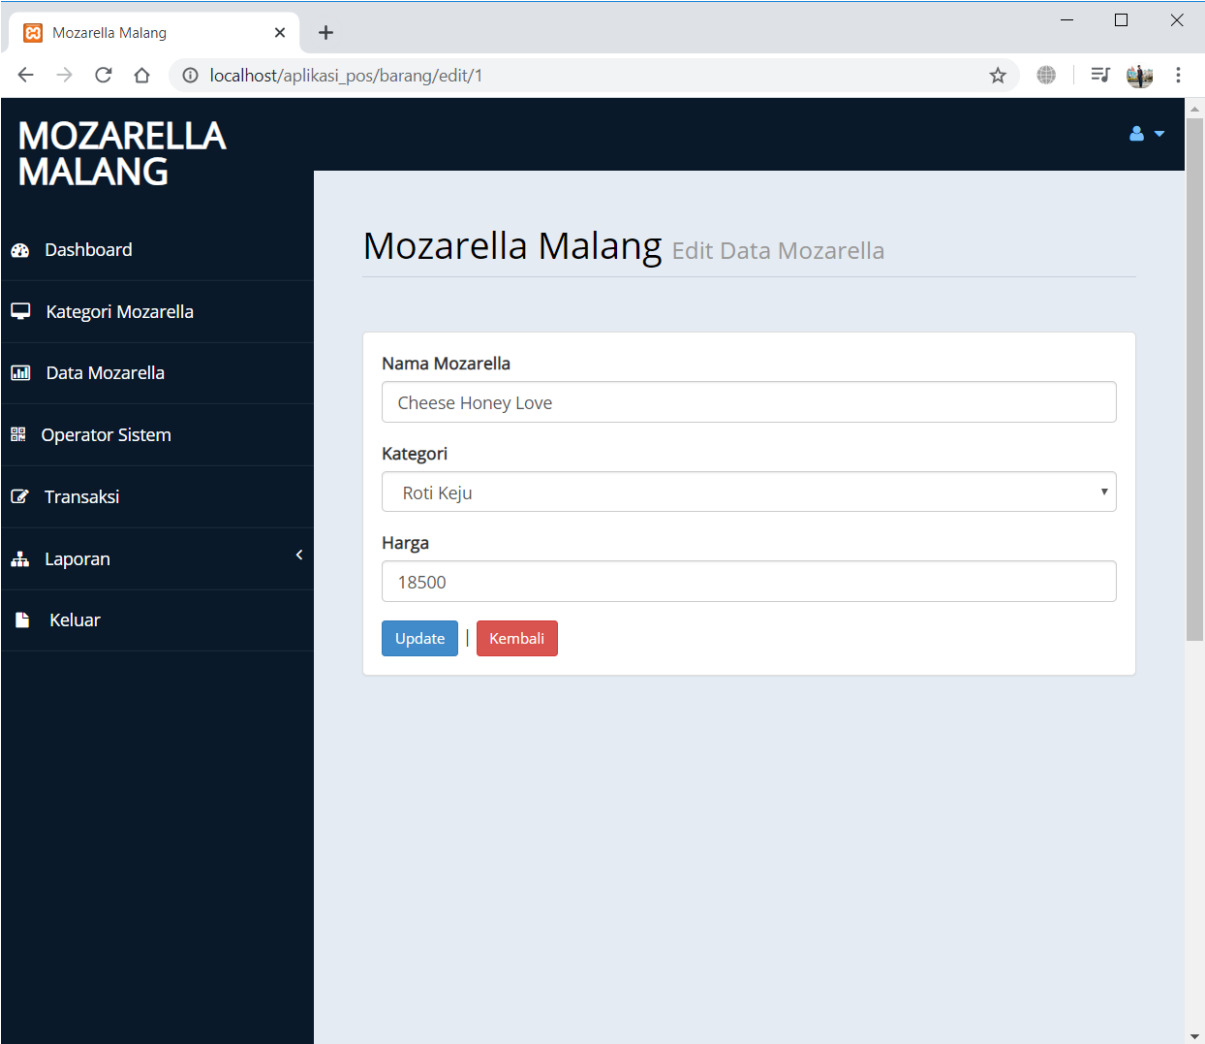 Mozarella Malang
localhost/aplikasi_pos/barang/edit/1
MOZARELLA
MALANG
Dashboard
Kategori Mozarella
Data Mozarella
Operator Sistem
Transaksi
Laporan
Keluar
Mozarella Malang Edit Data Mozarella
Nama Mozarella
Cheese Honey Love
Kategori
Roti Keju
Harga
18500
Update | Kembali